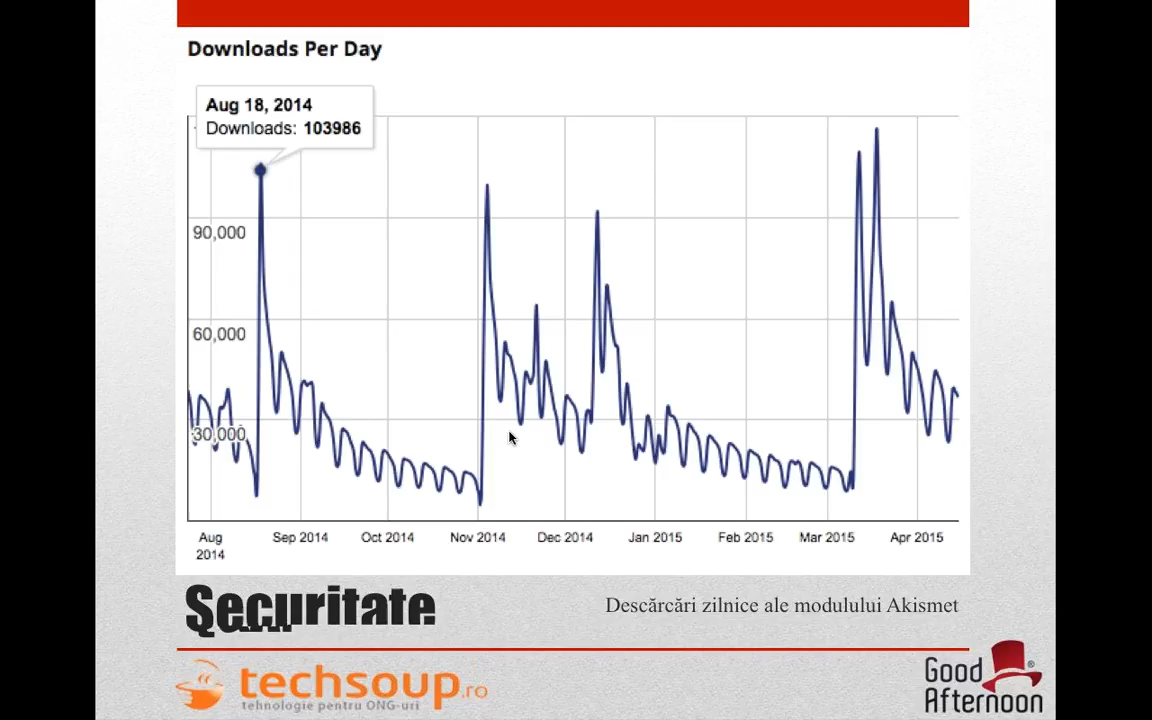 Downloads Per Day
Aug 18, 2014
Downloads: 103986
90,000
60,000
30,000
Aug 2014
Sep 2014
Oct 2014
Nov 2014
Dec 2014
Jan 2015
Feb 2015
Mar 2015
Apr 2015
Securitate
Descărcări zilnice ale modulului Akismet
techsoup.ro
tehnologie pentru ONG-uri
Good
Afternoon
®